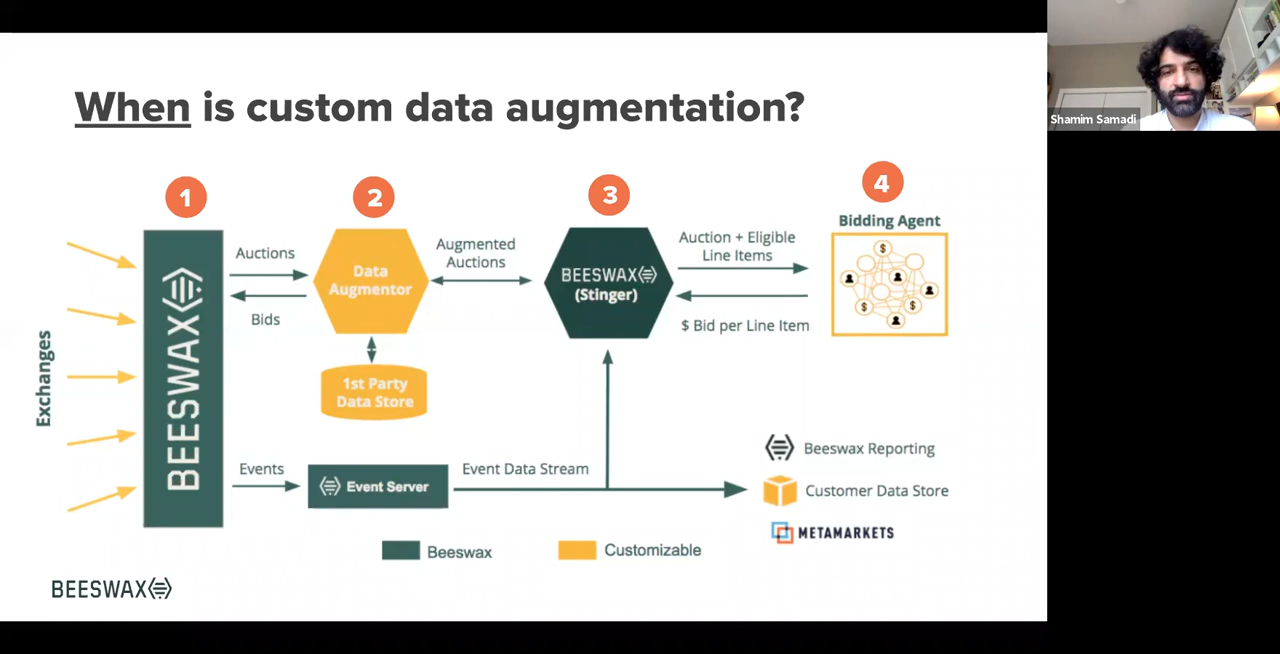 When is custom data augmentation?
Shamim Samadi
1
2
3
4
Exchanges
BEESWAX
Auctions
Bids
Data
Augmentor
1st Party
Data Store
Augmented
Auctions
BEESWAX
(Stinger)
Auction + Eligible
Line Items
$ Bid per Line Item
Bidding Agent
$
$
$
Events
Event Server
Event Data Stream
Beeswax Reporting
Customer Data Store
METAMARKETS
Beeswax
Customizable
BEESWAX